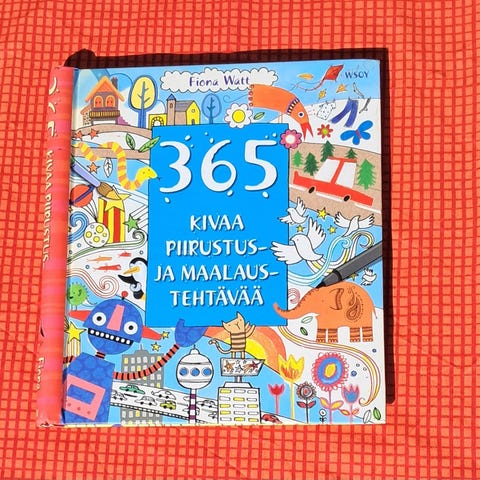 Fiona Watt
WSOY
365
KIVAA
PIIRUSTUS-
JA MAALAUS-
TEHTÄVÄÄ
KIVAA PIIRUSTUS-